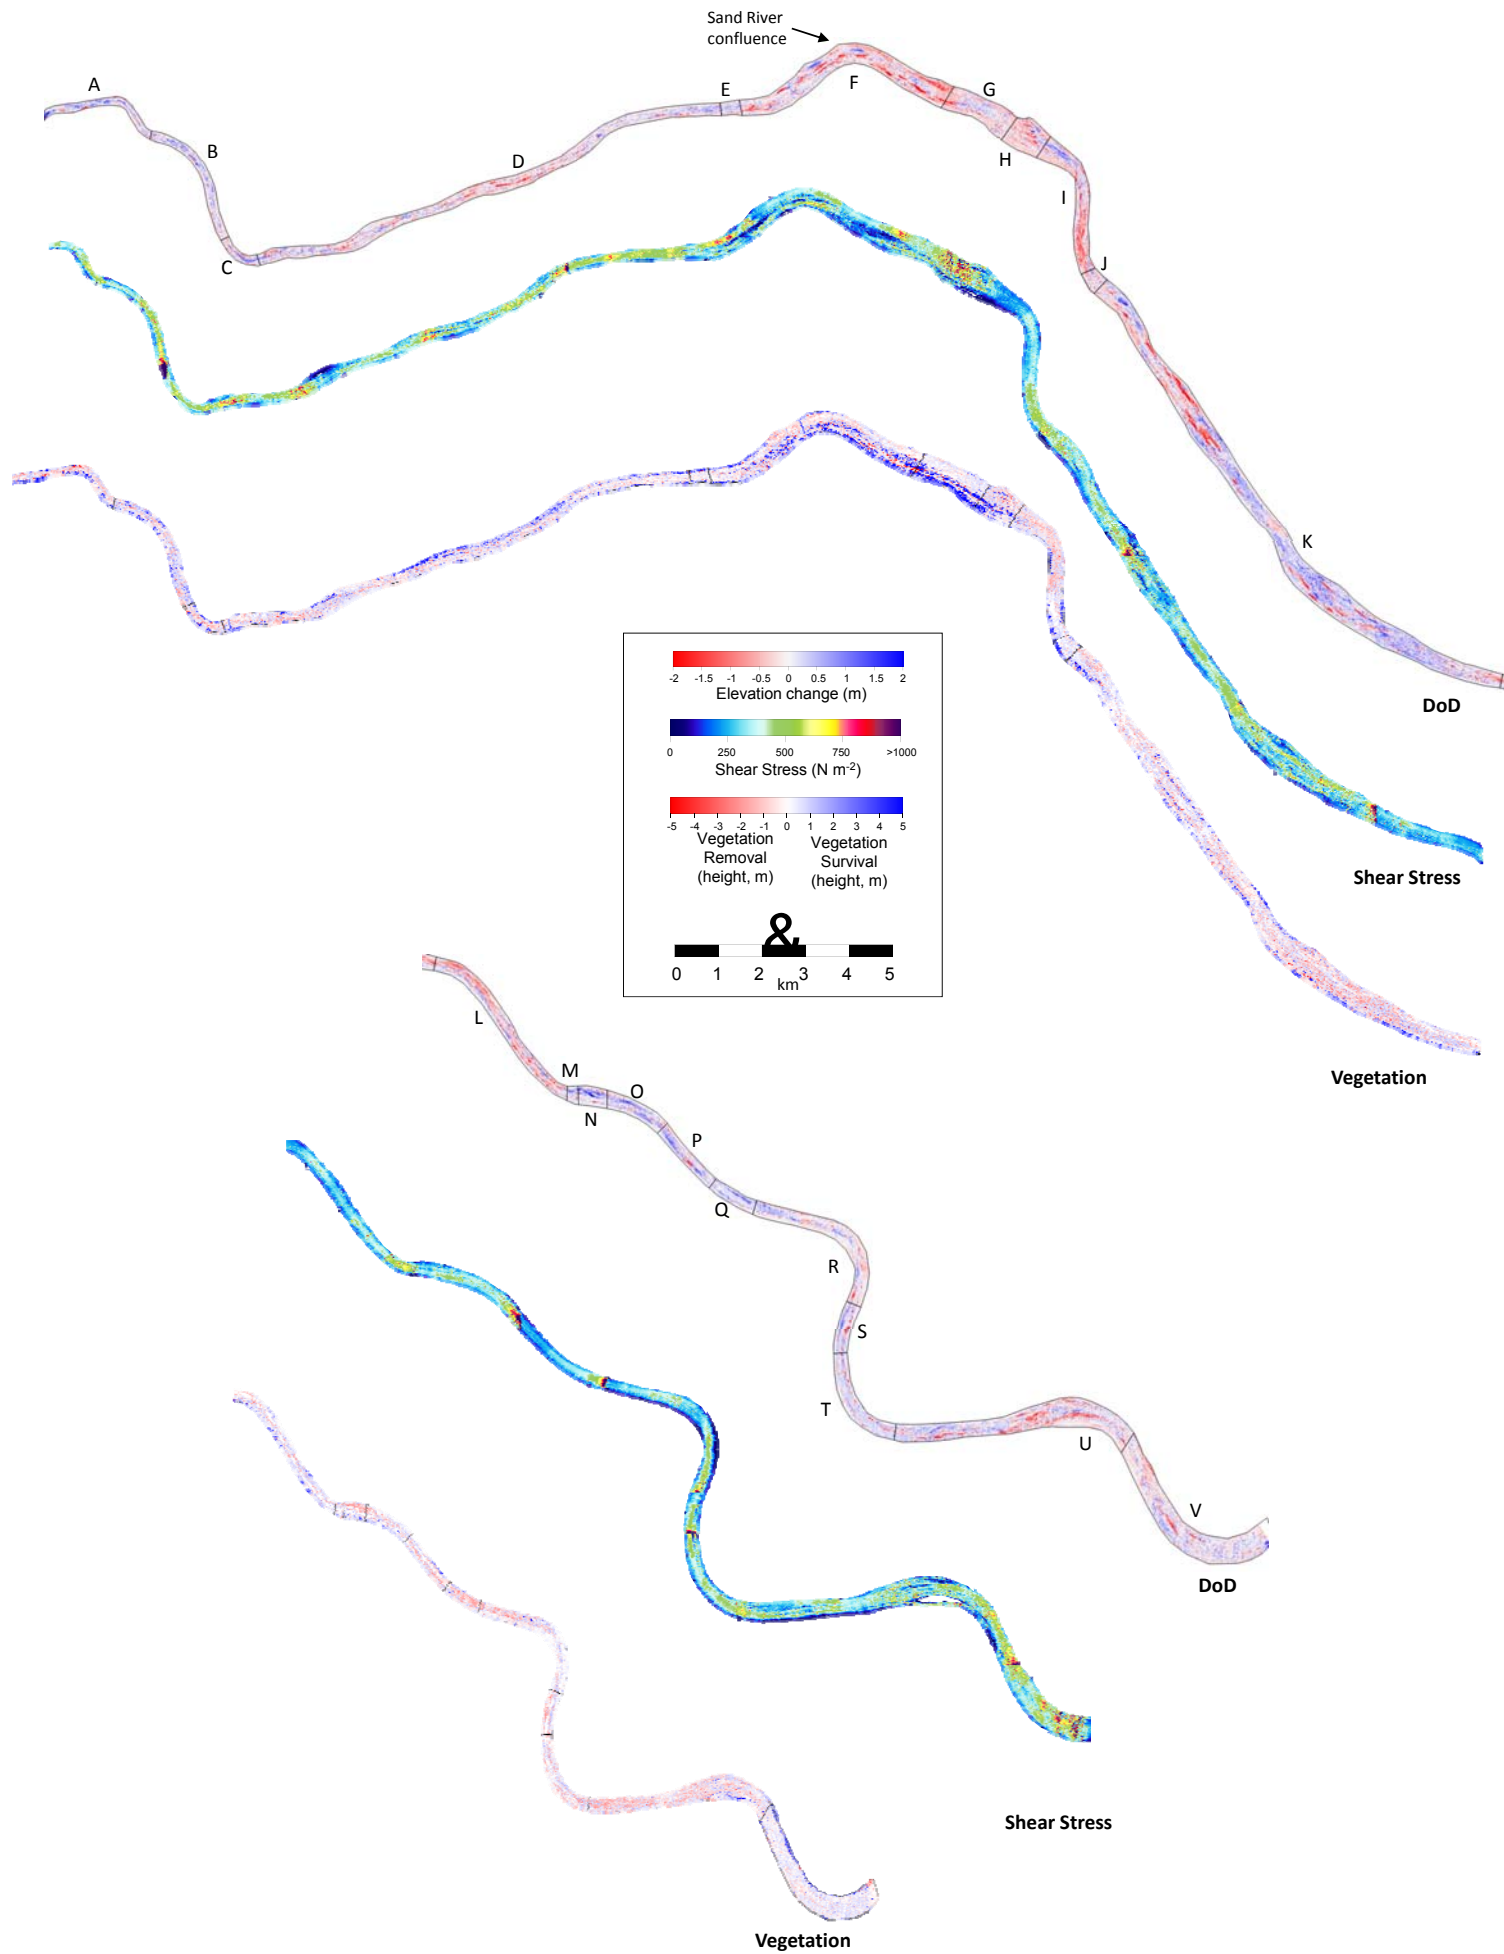 Sand River
confluence
A
B
C
D
E
F
G
H
I
J
K
DoD
Shear Stress
Vegetation
-2 -1.5 -1 -0.5 0 0.5 1 1.5 2
Elevation change (m)
0 250 500 750 >1000
Shear Stress (N m-2)
-5 -4 -3 -2 -1 0 1 2 3 4 5
Vegetation
Removal
(height, m)
Vegetation
Survival
(height, m)
&
0 1 2 3 4 5
km
L
M
N
O
P
Q
R
S
T
U
V
DoD
Shear Stress
Vegetation